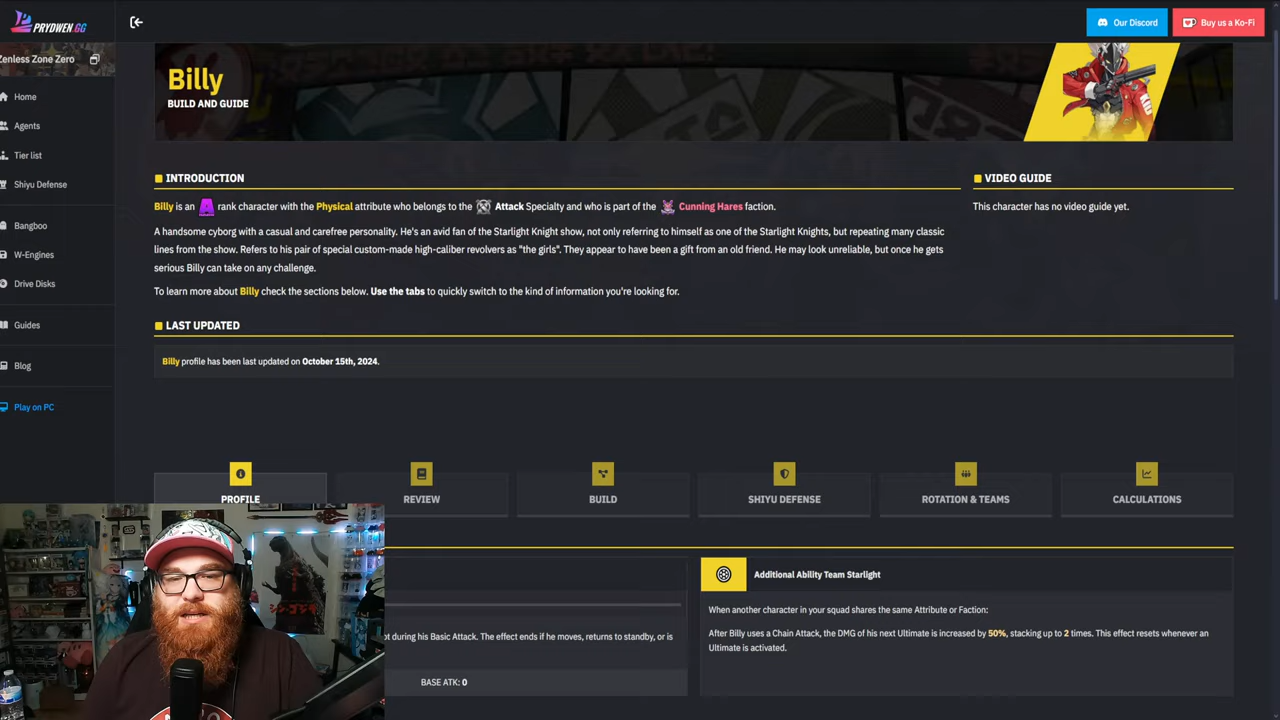 PRYDWEN.GG
Our Discord
Buy us a Ko-Fi
Zenless Zone Zero
Home
Agents
Tier list
Shiyu Defense
Bangboo
W-Engines
Drive Disks
Guides
Blog
Play on PC
Billy
BUILD AND GUIDE
INTRODUCTION
Billy is an A rank character with the Physical attribute who belongs to the Attack Specialty and who is part of the Cunning Hares faction.
A handsome cyborg with a casual and carefree personality. He's an avid fan of the Starlight Knight show, not only referring to himself as one of the Starlight Knights, but repeating many classic
lines from the show. Refers to his pair of special custom-made high-caliber revolvers as "the girls". They appear to have been a gift from an old friend. He may look unreliable, but once he gets
serious Billy can take on any challenge.
To learn more about Billy check the sections below. Use the tabs to quickly switch to the kind of information you're looking for.
VIDEO GUIDE
This character has no video guide yet.
LAST UPDATED
Billy profile has been last updated on October 15th, 2024.
PROFILE
REVIEW
BUILD
SHIYU DEFENSE
ROTATION & TEAMS
CALCULATIONS
t during his Basic Attack. The effect ends if he moves, returns to standby, or is
BASE ATK: 0
Additional Ability Team Starlight
When another character in your squad shares the same Attribute or Faction:
After Billy uses a Chain Attack, the DMG of his next Ultimate is increased by 50%, stacking up to 2 times. This effect resets whenever an
Ultimate is activated.